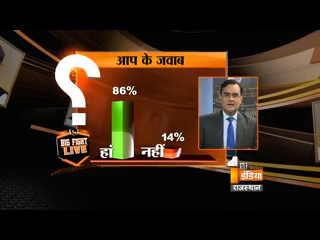 आप के जवाब
86%
14%
BIG FIGHT
LIVE
हां
नहीं
इंडिया
राजस्थान